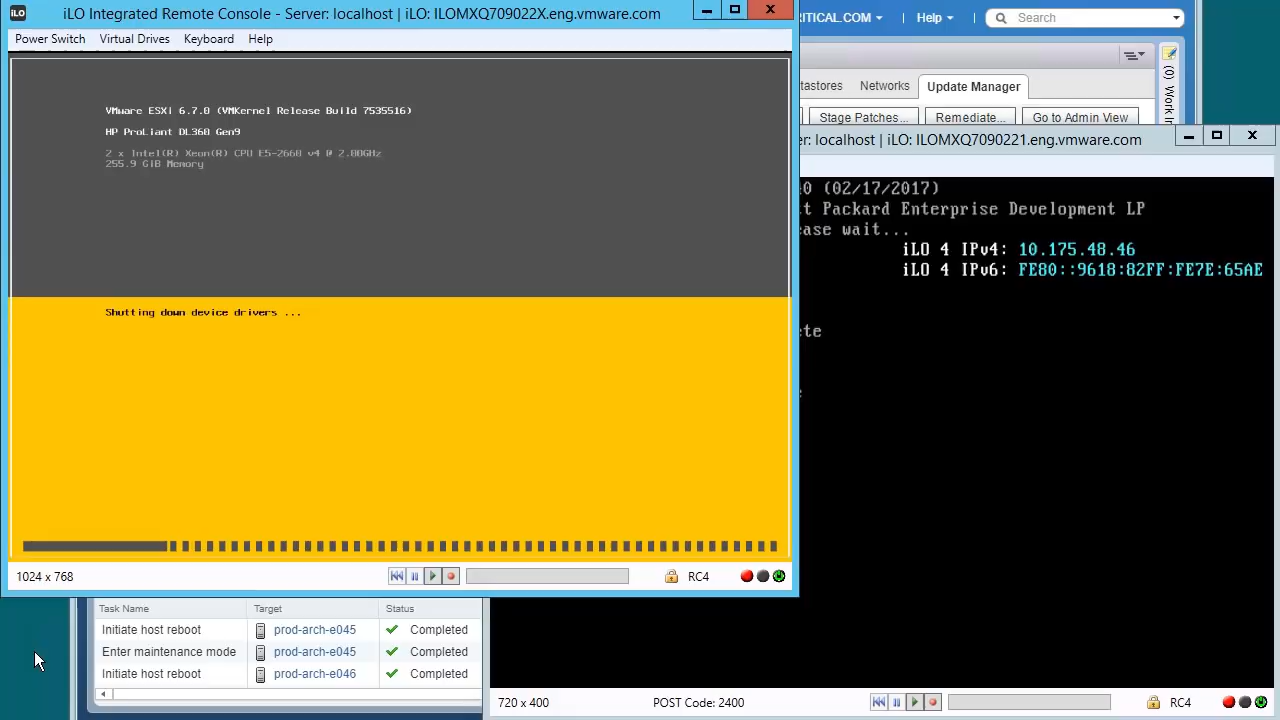 iLO Integrated Remote Console - Server: localhost | iLO: ILOMXQ709022X.eng.vmware.com
Power Switch Virtual Drives Keyboard Help
VMware ESXi 6.7.0 (VMKernel Release Build 7535516)
HP ProLiant DL360 Gen9
2 x Intel(R) Xeon(R) CPU E5-2660 v4 @ 2.00GHz
255.9 GiB Memory
Shutting down device drivers ...
1024 x 768
RC4
RITICAL.COM Help Search
tastores Networks Update Manager
Stage Patches... Remediate... Go to Admin View
(0) Work In
er: localhost | iLO: ILOMXQ7090221.eng.vmware.com
0 (02/17/2017)
t Packard Enterprise Development LP
ease wait...
iLO 4 IPv4: 10.175.48.46
iLO 4 IPv6: FE80::9618:82FF:FE7E:65AE
te
720 x 400 POST Code: 2400 RC4
Task Name Target Status
Initiate host reboot prod-arch-e045 Completed
Enter maintenance mode prod-arch-e045 Completed
Initiate host reboot prod-arch-e046 Completed